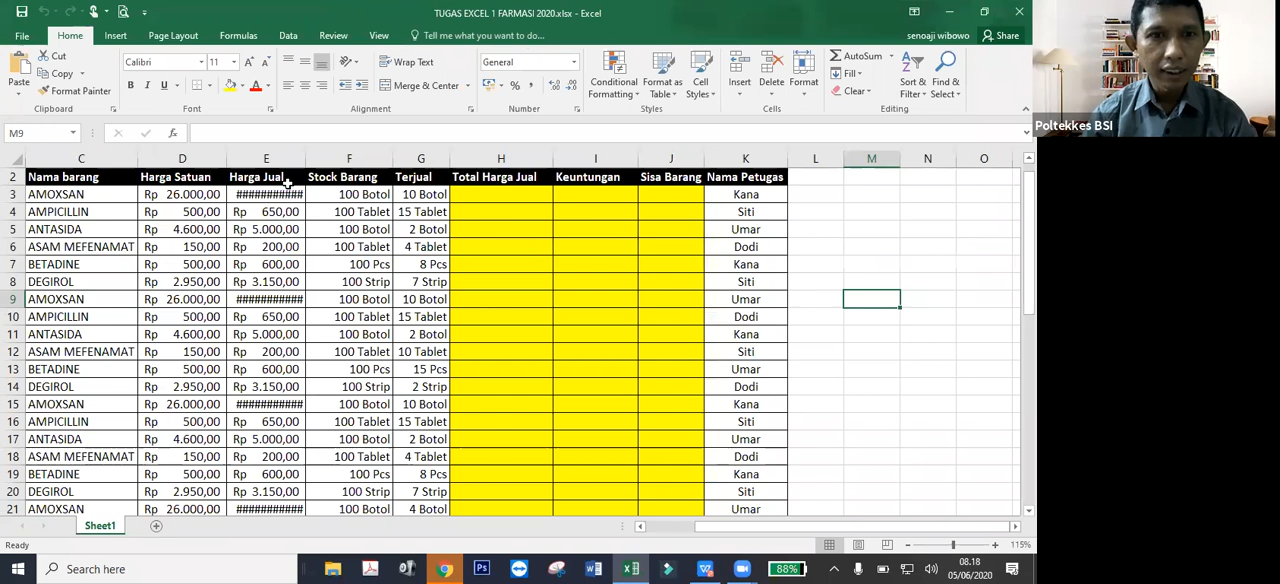 TUGAS EXCEL 1 FARMASI 2020.xlsx - Excel
File Home Insert Page Layout Formulas Data Review View Tell me what you want to do... senoaji wibowo Share
Paste
Cut
Copy
Format Painter
Clipboard
Calibri 11
B I U
Font
Wrap Text
Merge & Center
Alignment
General
% ,
Number
Conditional Formatting
Format as Table
Cell Styles
Styles
Insert Delete Format
Cells
AutoSum
Fill
Clear
Sort & Filter
Find & Select
Editing
Poltekkes BSI
M9 fx
C D E F G H I J K L M N O
2 Nama barang Harga Satuan Harga Jual Stock Barang Terjual Total Harga Jual Keuntungan Sisa Barang Nama Petugas
3 AMOXSAN Rp 26.000,00 ########### 100 Botol 10 Botol Kana
4 AMPICILLIN Rp 500,00 Rp 650,00 100 Tablet 15 Tablet Siti
5 ANTASIDA Rp 4.600,00 Rp 5.000,00 100 Botol 2 Botol Umar
6 ASAM MEFENAMAT Rp 150,00 Rp 200,00 100 Tablet 4 Tablet Dodi
7 BETADINE Rp 500,00 Rp 600,00 100 Pcs 8 Pcs Kana
8 DEGIROL Rp 2.950,00 Rp 3.150,00 100 Strip 7 Strip Siti
9 AMOXSAN Rp 26.000,00 ########### 100 Botol 10 Botol Umar
10 AMPICILLIN Rp 500,00 Rp 650,00 100 Tablet 15 Tablet Dodi
11 ANTASIDA Rp 4.600,00 Rp 5.000,00 100 Botol 2 Botol Kana
12 ASAM MEFENAMAT Rp 150,00 Rp 200,00 100 Tablet 10 Tablet Siti
13 BETADINE Rp 500,00 Rp 600,00 100 Pcs 15 Pcs Umar
14 DEGIROL Rp 2.950,00 Rp 3.150,00 100 Strip 2 Strip Dodi
15 AMOXSAN Rp 26.000,00 ########### 100 Botol 10 Botol Kana
16 AMPICILLIN Rp 500,00 Rp 650,00 100 Tablet 15 Tablet Siti
17 ANTASIDA Rp 4.600,00 Rp 5.000,00 100 Botol 2 Botol Umar
18 ASAM MEFENAMAT Rp 150,00 Rp 200,00 100 Tablet 4 Tablet Dodi
19 BETADINE Rp 500,00 Rp 600,00 100 Pcs 8 Pcs Kana
20 DEGIROL Rp 2.950,00 Rp 3.150,00 100 Strip 7 Strip Siti
21 AMOXSAN Rp 26.000,00 ########### 100 Botol 4 Botol Umar
Sheet1
Ready 115%
Search here 88% 08.18
05/06/2020